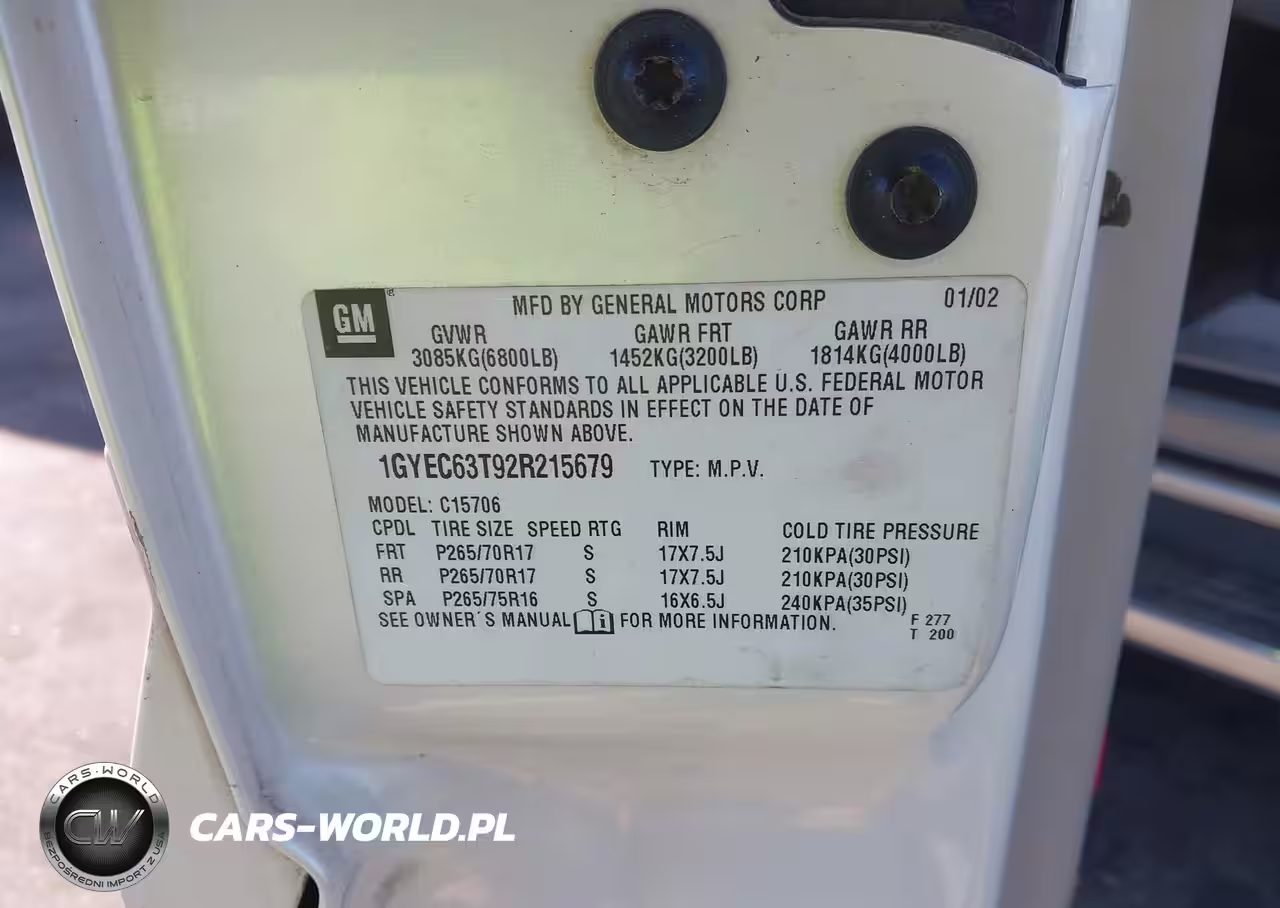 GM
MFD BY GENERAL MOTORS CORP 01/02
GVWR GAWR FRT GAWR RR
3085KG(6800LB) 1452KG(3200LB) 1814KG(4000LB)
THIS VEHICLE CONFORMS TO ALL APPLICABLE U.S. FEDERAL MOTOR
VEHICLE SAFETY STANDARDS IN EFFECT ON THE DATE OF
MANUFACTURE SHOWN ABOVE.
1GYEC63T92R215679 TYPE: M.P.V.
MODEL: C15706
CPDL TIRE SIZE SPEED RTG RIM COLD TIRE PRESSURE
FRT P265/70R17 S 17X7.5J 210KPA(30PSI)
RR P265/70R17 S 17X7.5J 210KPA(30PSI)
SPA P265/75R16 S 16X6.5J 240KPA(35PSI)
SEE OWNER'S MANUAL i FOR MORE INFORMATION.
F 277
T 200
CARS-WORLD
CW
BEZPOŚREDNI IMPORT Z USA
CARS-WORLD.PL